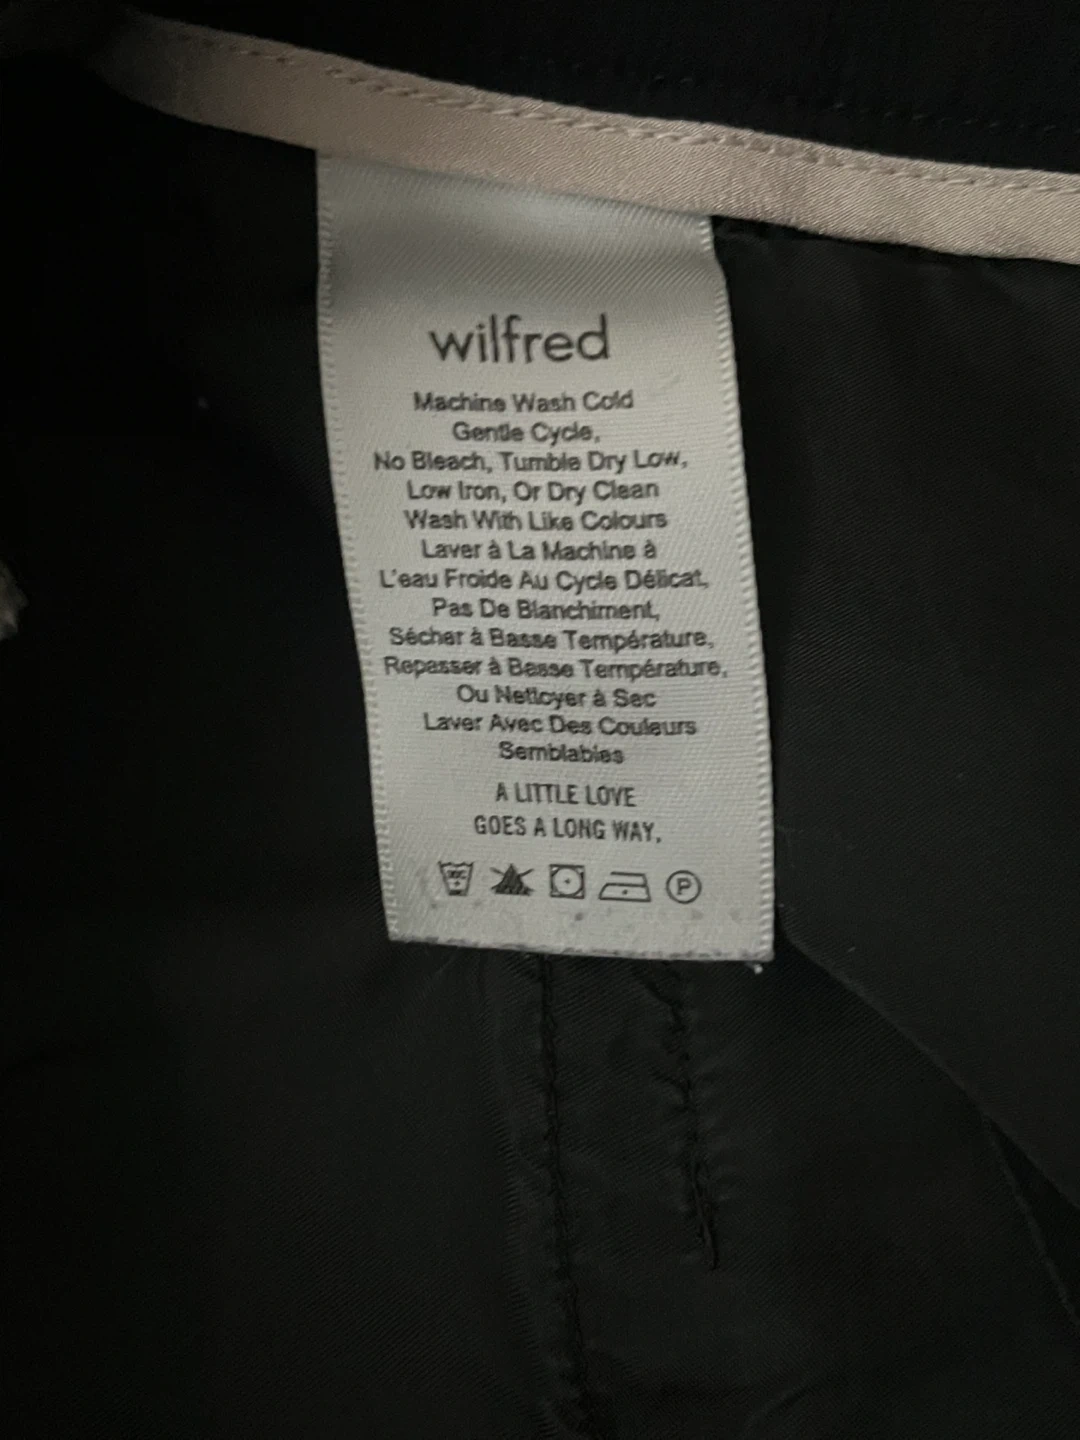 wilfred
Machine Wash Cold
Gentle Cycle,
No Bleach, Tumble Dry Low,
Low Iron, Or Dry Clean
Wash With Like Colours
Laver à La Machine à
L'eau Froide Au Cycle Délicat,
Pas De Blanchiment,
Sécher à Basse Température,
Repasser à Basse Température,
Ou Nettoyer à Sec
Laver Avec Des Couleurs
Semblables
A LITTLE LOVE
GOES A LONG WAY,
P